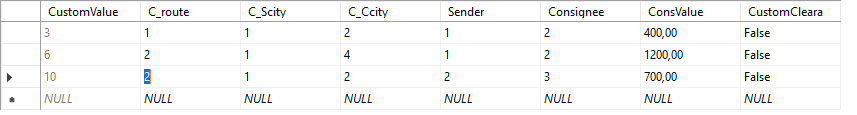 CustomValue C_route C_Scity C_Ccity Sender Consignee ConsValue CustomCleara
3 1 1 2 1 2 400,00 False
6 2 1 4 1 2 1200,00 False
10 2 1 2 2 3 700,00 False
NULL NULL NULL NULL NULL NULL NULL NULL